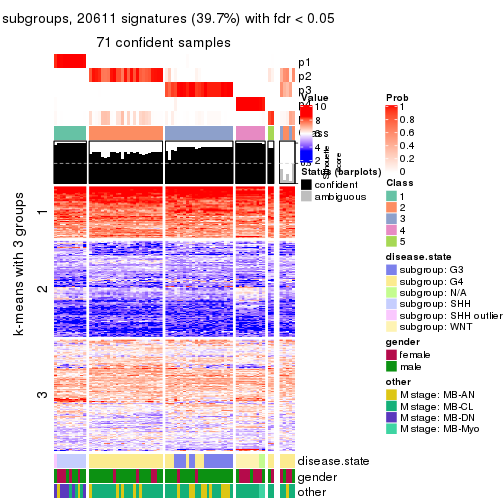 subgroups, 20611 signatures (39.7%) with fdr < 0.05
71 confident samples
p1
p2
p3
Value
10
8
6
4
2
Silhouette
score
Status (barplots)
confident
ambiguous
Prob
1
0.8
0.6
0.4
0.2
0
Class
1
2
3
4
5
disease.state
subgroup: G3
subgroup: G4
subgroup: N/A
subgroup: SHH
subgroup: SHH outlier
subgroup: WNT
gender
female
male
other
M stage: MB-AN
M stage: MB-CL
M stage: MB-DN
M stage: MB-Myo
k-means with 3 groups
1
2
3
disease.state
gender
other